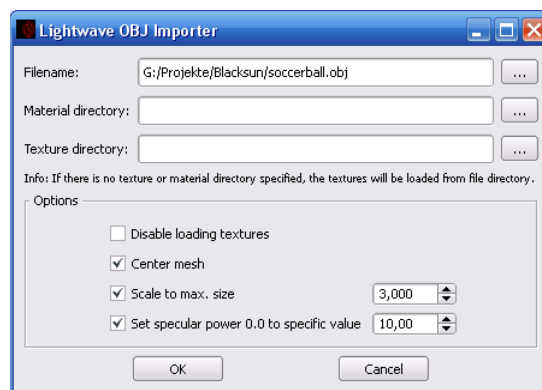 Lightwave OBJ Importer
Filename: G:/Projekte/Blacksun/soccerball.obj ...
Material directory: ...
Texture directory: ...
Info: If there is no texture or material directory specified, the textures will be loaded from file directory.
Options
Disable loading textures
Center mesh
Scale to max. size 3,000
Set specular power 0.0 to specific value 10,00
OK Cancel